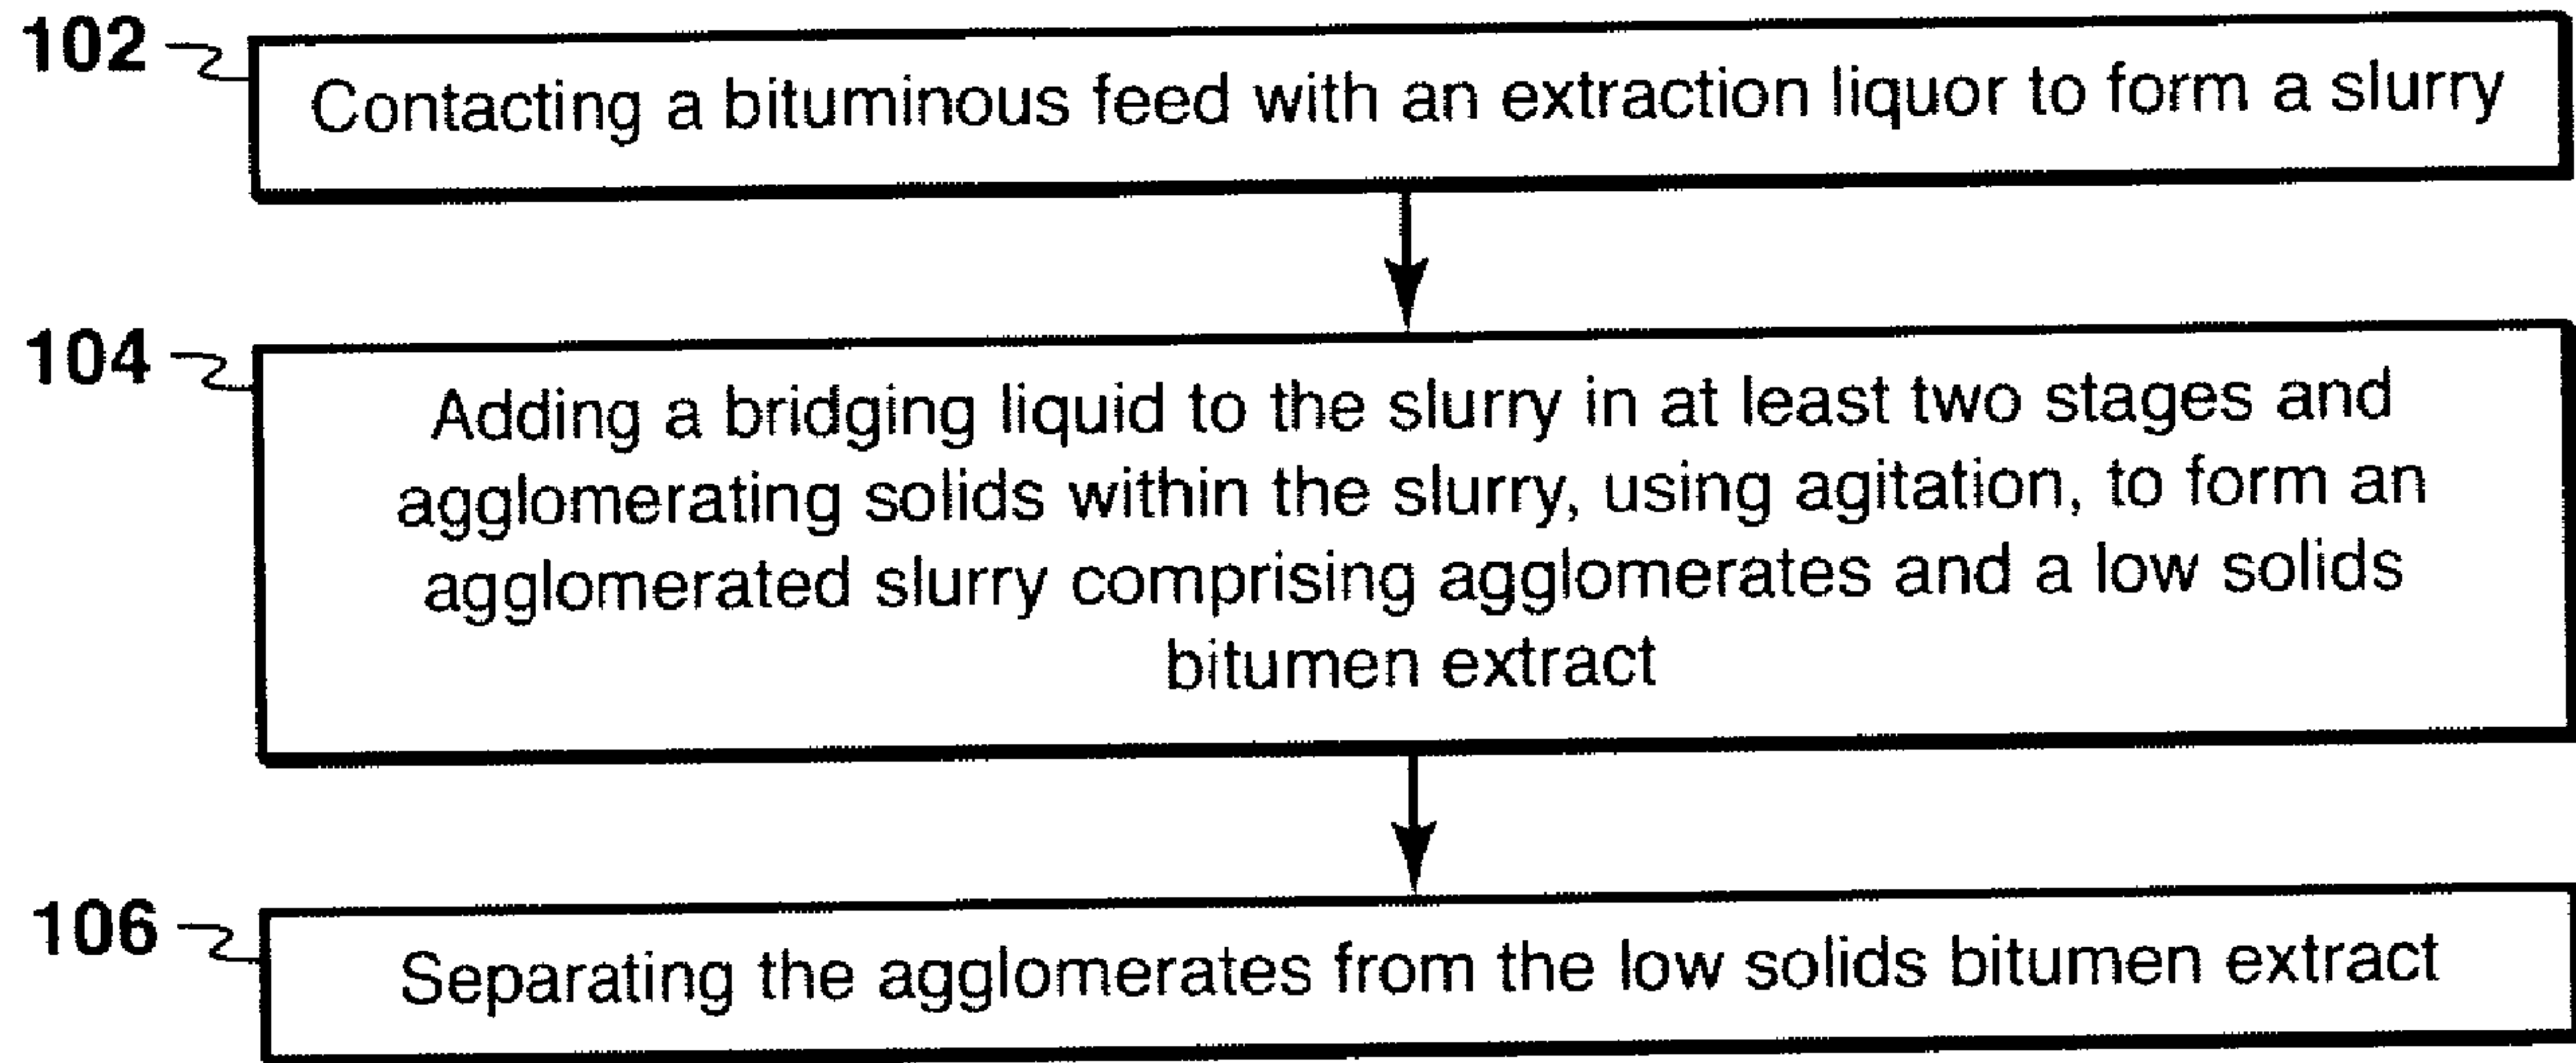 102
Contacting a bituminous feed with an extraction liquor to form a slurry
104
Adding a bridging liquid to the slurry in at least two stages and
agglomerating solids within the slurry, using agitation, to form an
agglomerated slurry comprising agglomerates and a low solids
bitumen extract
106
Separating the agglomerates from the low solids bitumen extract